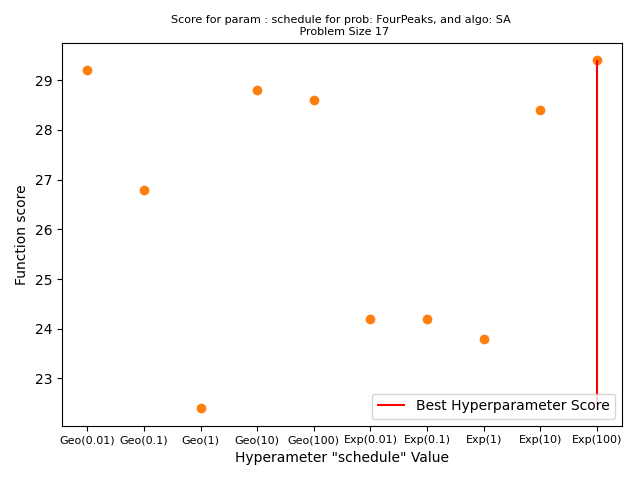 Score for param : schedule for prob: FourPeaks, and algo: SA
Problem Size 17
Function score
29
28
27
26
25
24
23
Best Hyperparameter Score
Geo(0.01) Geo(0.1) Geo(1) Geo(10) Geo(100) Exp(0.01) Exp(0.1) Exp(1) Exp(10) Exp(100)
Hyperameter "schedule" Value